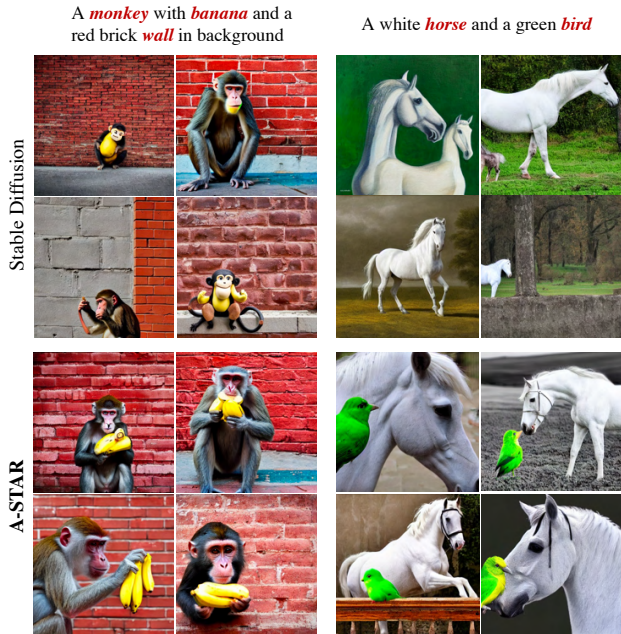 A monkey with banana and a
red brick wall in background
A white horse and a green bird
Stable Diffusion
A-STAR